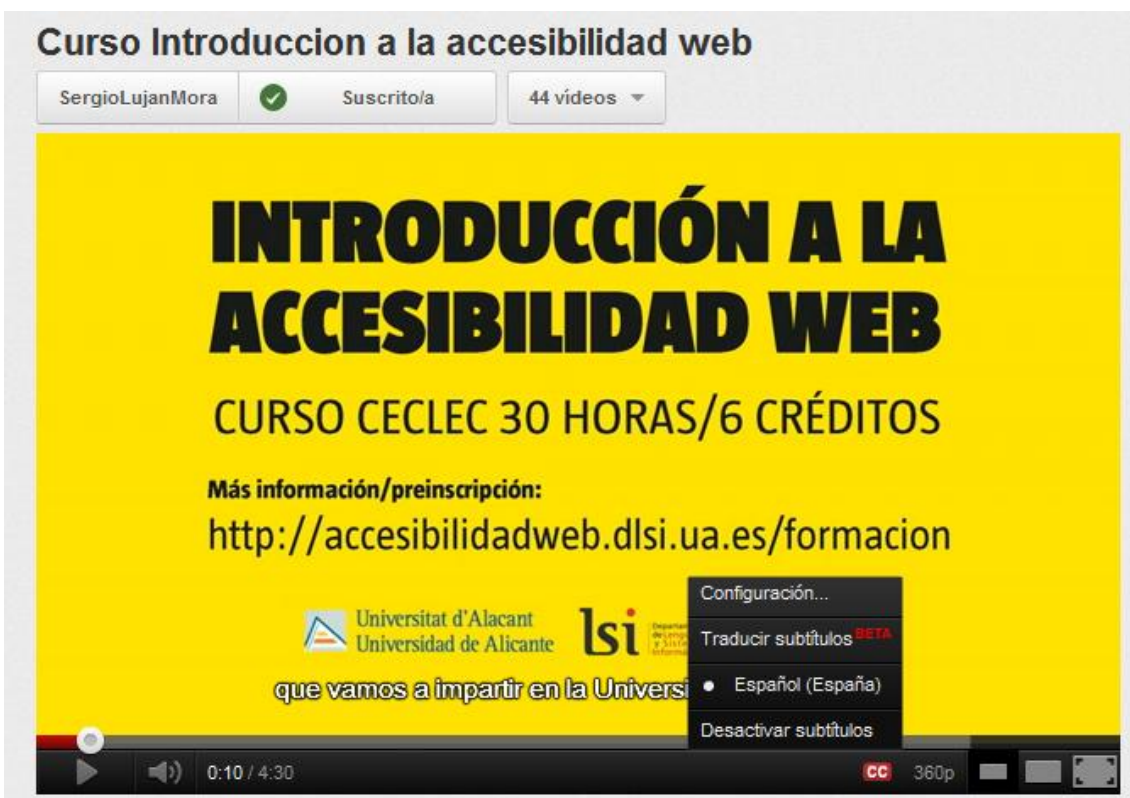 Curso Introduccion a la accesibilidad web
SergioLujanMora Suscrito/a 44 vídeos
INTRODUCCIÓN A LA
ACCESIBILIDAD WEB
CURSO CECLEC 30 HORAS/6 CRÉDITOS
Más información/preinscripción:
http://accesibilidadweb.dlsi.ua.es/formacion
Universitat d'Alacant
Universidad de Alicante
lsi
que vamos a impartir en la Universi
Configuración...
Traducir subtítulos BETA
Español (España)
Desactivar subtítulos
0:10 / 4:30 CC 360p